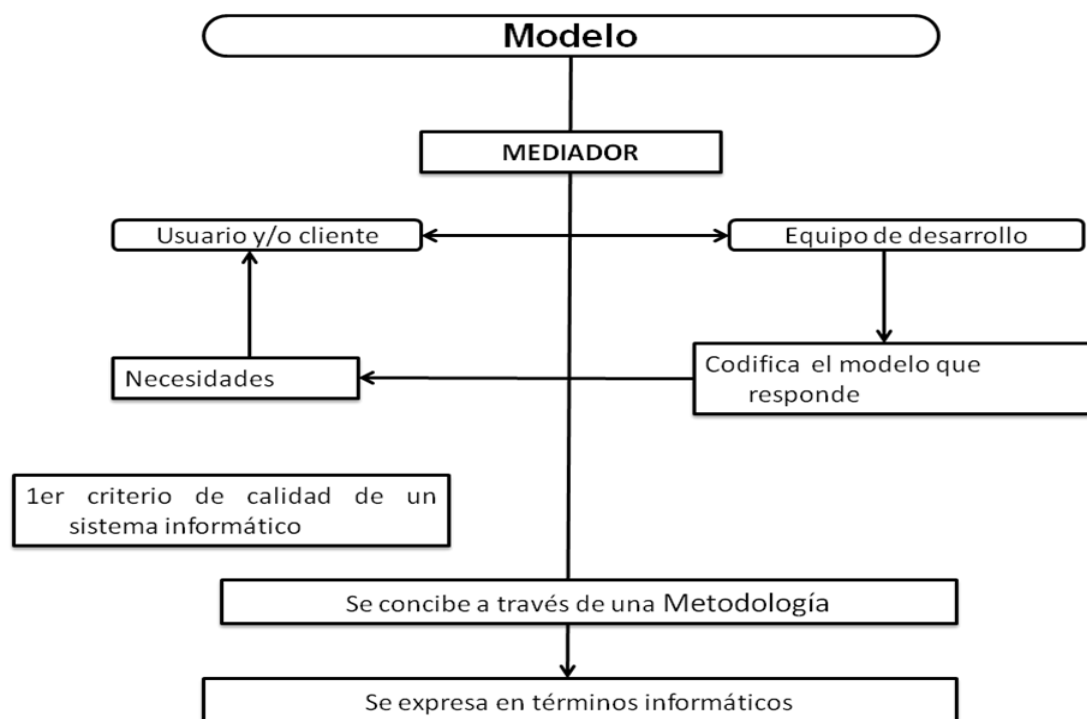 Modelo
MEDIADOR
Usuario y/o cliente
Equipo de desarrollo
Necesidades
Codifica el modelo que
responde
1er criterio de calidad de un
sistema informático
Se concibe a través de una Metodología
Se expresa en términos informáticos